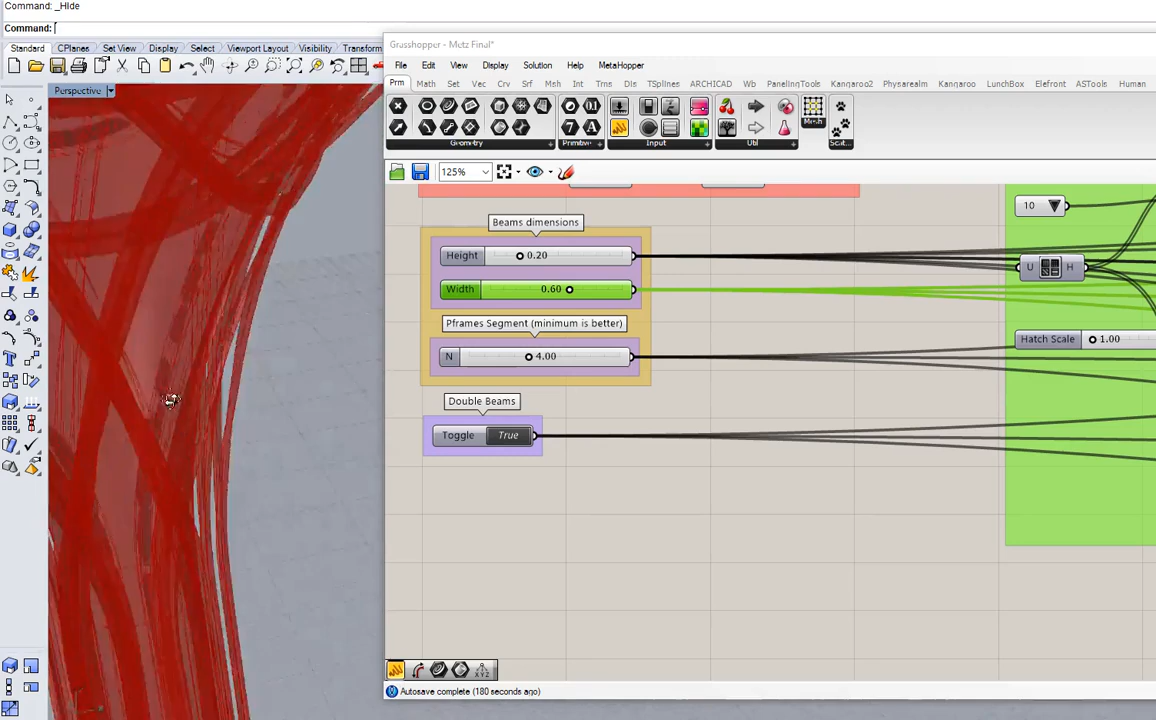 Command: _Hide
Command:
Standard CPlanes Set View Display Select Viewport Layout Visibility Transform
Perspective
Grasshopper - Metz Final*
File Edit View Display Solution Help MetaHopper
Prm Math Set Vec Crv Srf Msh Int Trns Dis TSplines ARCHICAD Wb PanelingTools Kangaroo2 Physarealm Kangaroo LunchBox Elefront ASTools Human
Geometry Primitive Input Util Scat...
125%
Beams dimensions
Height 0.20
Width 0.60
Pframes Segment (minimum is better)
N 4.00
Double Beams
Toggle True
10
U H
Hatch Scale 1.00
Autosave complete (180 seconds ago)